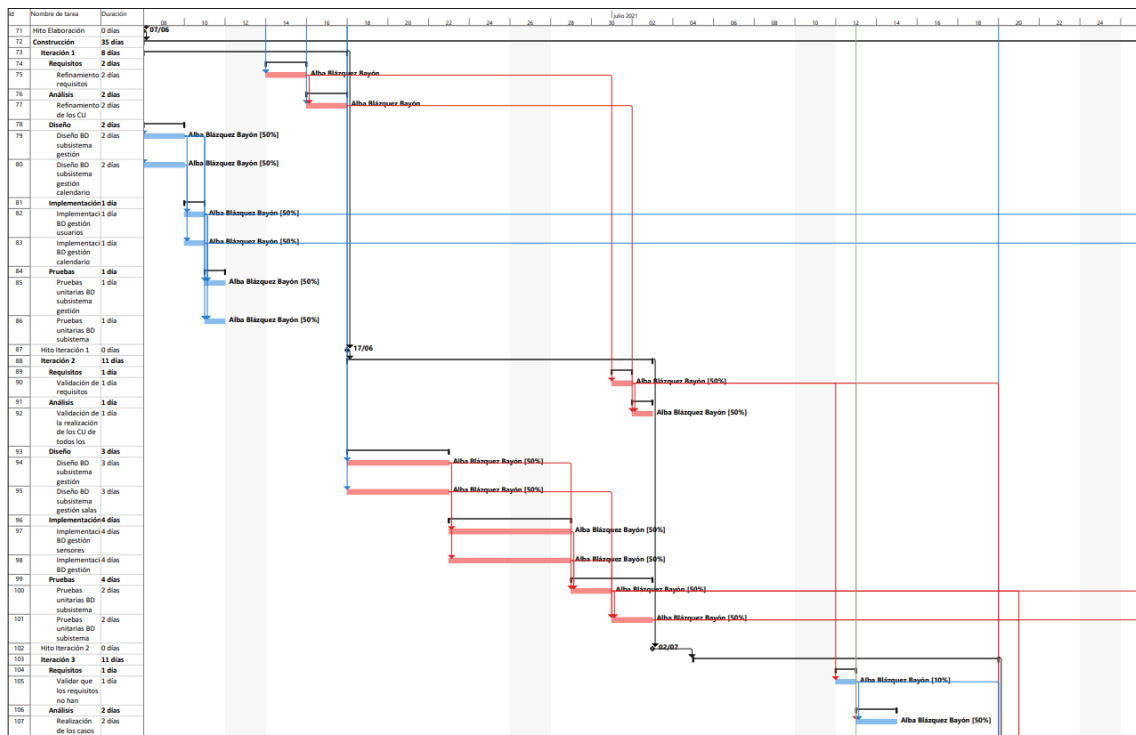 Id Nombre de tarea Duración
julio 2021
08 10 12 14 16 18 20 22 24 26 28 30 02 04 06 08 10 12 14 16 18 20 22 24
71 Hito Elaboración 0 días 07/06
72 Construcción 35 días
73 Iteración 1 8 días
74 Requisitos 2 días
75 Refinamiento 2 días Alba Blázquez Bayón
requisitos
76 Análisis 2 días
77 Refinamiento 2 días Alba Blázquez Bayón
de los CU
78 Diseño 2 días
79 Diseño BD 2 días Alba Blázquez Bayón [50%]
subsistema
gestión
80 Diseño BD 2 días Alba Blázquez Bayón [50%]
subsistema
gestión
calendario
81 Implementación 1 día
82 Implementaci 1 día Alba Blázquez Bayón [50%]
BD gestión
usuarios
83 Implementaci 1 día Alba Blázquez Bayón [50%]
BD gestión
calendario
84 Pruebas 1 día
85 Pruebas 1 día Alba Blázquez Bayón [50%]
unitarias BD
subsistema
gestión
86 Pruebas 1 día Alba Blázquez Bayón [50%]
unitarias BD
subsistema
87 Hito Iteración 1 0 días 17/06
88 Iteración 2 11 días
89 Requisitos 1 día
90 Validación de 1 día Alba Blázquez Bayón [50%]
requisitos
91 Análisis 1 día
92 Validación de 1 día Alba Blázquez Bayón [50%]
la realización
de los CU de
todos los
93 Diseño 3 días
94 Diseño BD 3 días Alba Blázquez Bayón [50%]
subsistema
gestión
95 Diseño BD 3 días Alba Blázquez Bayón [50%]
subsistema
gestión salas
96 Implementación 4 días
97 Implementaci 4 días Alba Blázquez Bayón [50%]
BD gestión
sensores
98 Implementaci 4 días Alba Blázquez Bayón [50%]
BD gestión
99 Pruebas 4 días
100 Pruebas 2 días Alba Blázquez Bayón [50%]
unitarias BD
subsistema
101 Pruebas 2 días Alba Blázquez Bayón [50%]
unitarias BD
subistema
102 Hito Iteración 2 0 días 02/07
103 Iteración 3 11 días
104 Requisitos 1 día
105 Validar que 1 día Alba Blázquez Bayón [10%]
los requisitos
no han
106 Análisis 2 días
107 Realización 2 días Alba Blázquez Bayón [50%]
de los casos